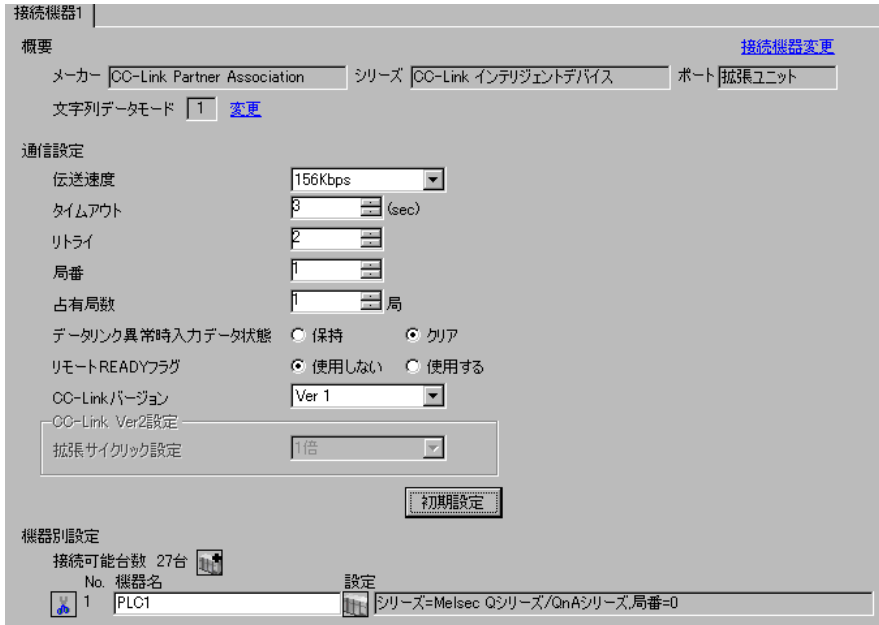 接続機器1
概要 接続機器変更
メーカー CC-Link Partner Association シリーズ CC-Link インテリジェントデバイス ポート 拡張ユニット
文字列データモード 1 変更
通信設定
伝送速度 156Kbps
タイムアウト 3 (sec)
リトライ 2
局番 1
占有局数 1 局
データリンク異常時入力データ状態 保持 クリア
リモートREADYフラグ 使用しない 使用する
CC-Linkバージョン Ver 1
CC-Link Ver2設定
拡張サイクリック設定 1倍
初期設定
機器別設定
接続可能台数 27台
No. 機器名 設定
1 PLC1 シリーズ=Melsec Qシリーズ/QnAシリーズ,局番=0